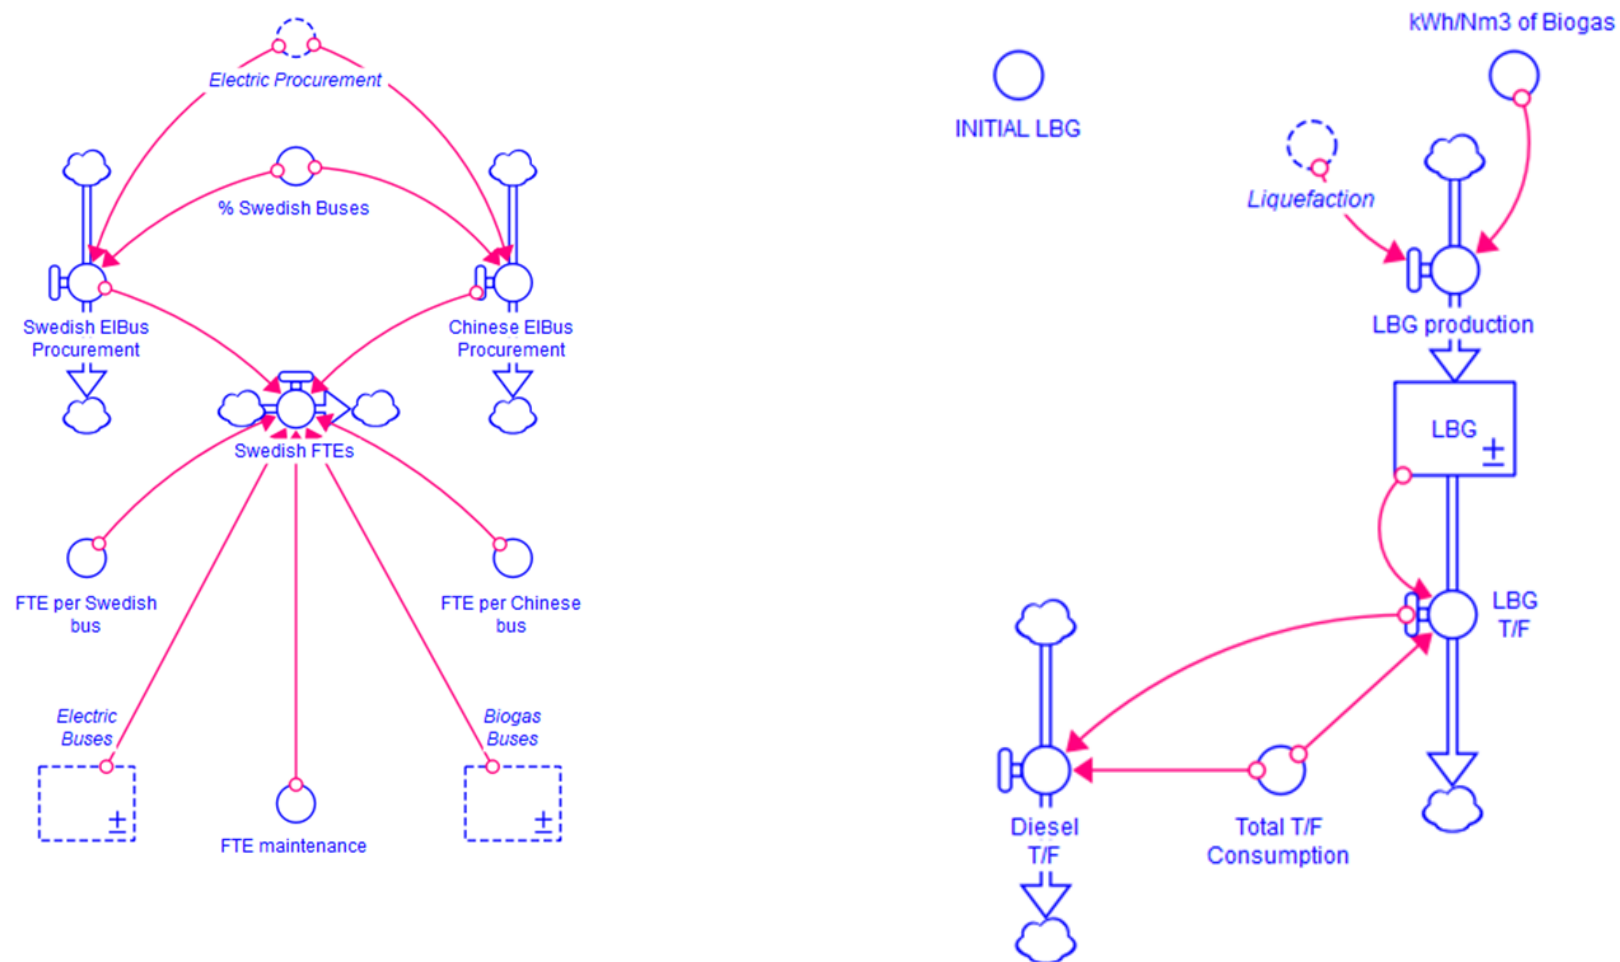 Electric Procurement
% Swedish Buses
Swedish ElBus
Procurement
Chinese ElBus
Procurement
Swedish FTEs
FTE per Swedish
bus
FTE per Chinese
bus
Electric
Buses
Biogas
Buses
±
±
FTE maintenance
kWh/Nm3 of Biogas
INITIAL LBG
Liquefaction
LBG production
LBG
±
LBG
T/F
Diesel
T/F
Total T/F
Consumption